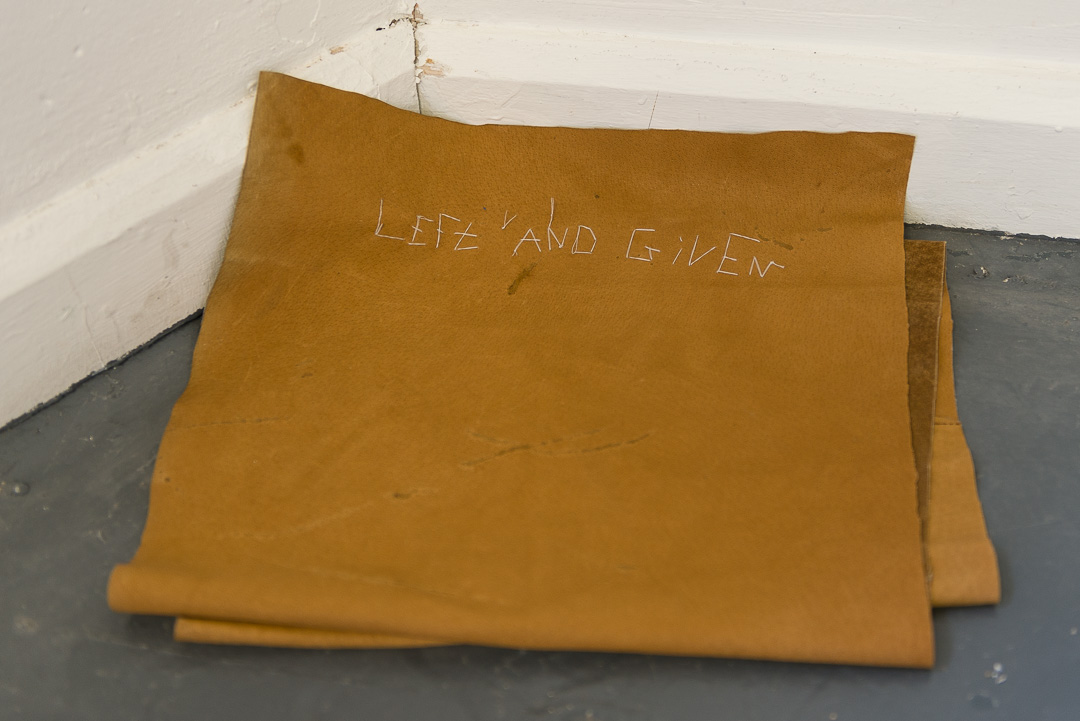 LEFt AND GiVEN